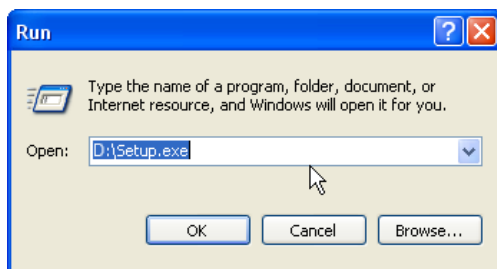 Run
Type the name of a program, folder, document, or
Internet resource, and Windows will open it for you.
Open: D:\Setup.exe
OK Cancel Browse...